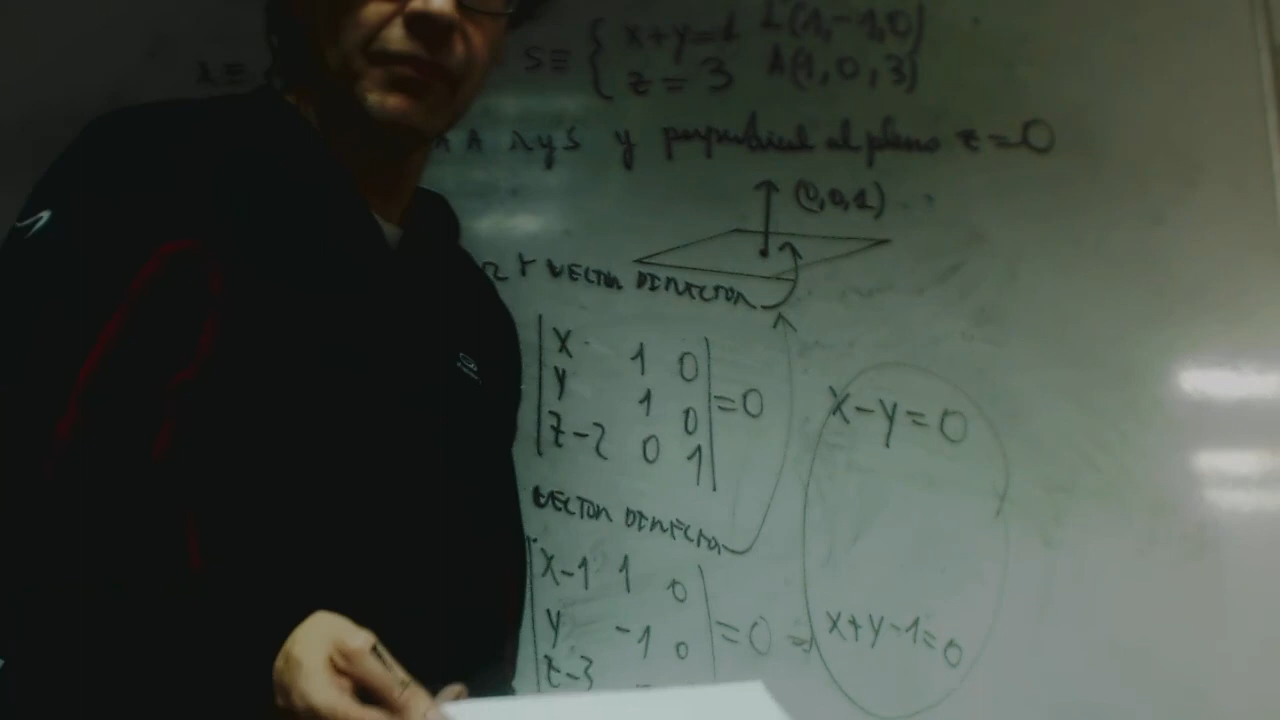 r ≡
S ≡ { x+y=1 L(1,-1,0)
z = 3 A(1,0,3)
A r y S y perpendical al plano z=0
(0,0,1)
R Y VECTOR DIRECTOR
| x 1 0 |
| y 1 0 | =0 x-y=0
| z-2 0 1 |
VECTOR DIRECTOR
| x-1 1 0 |
| y -1 0 | =0 ⇒ x+y-1=0
| z-3